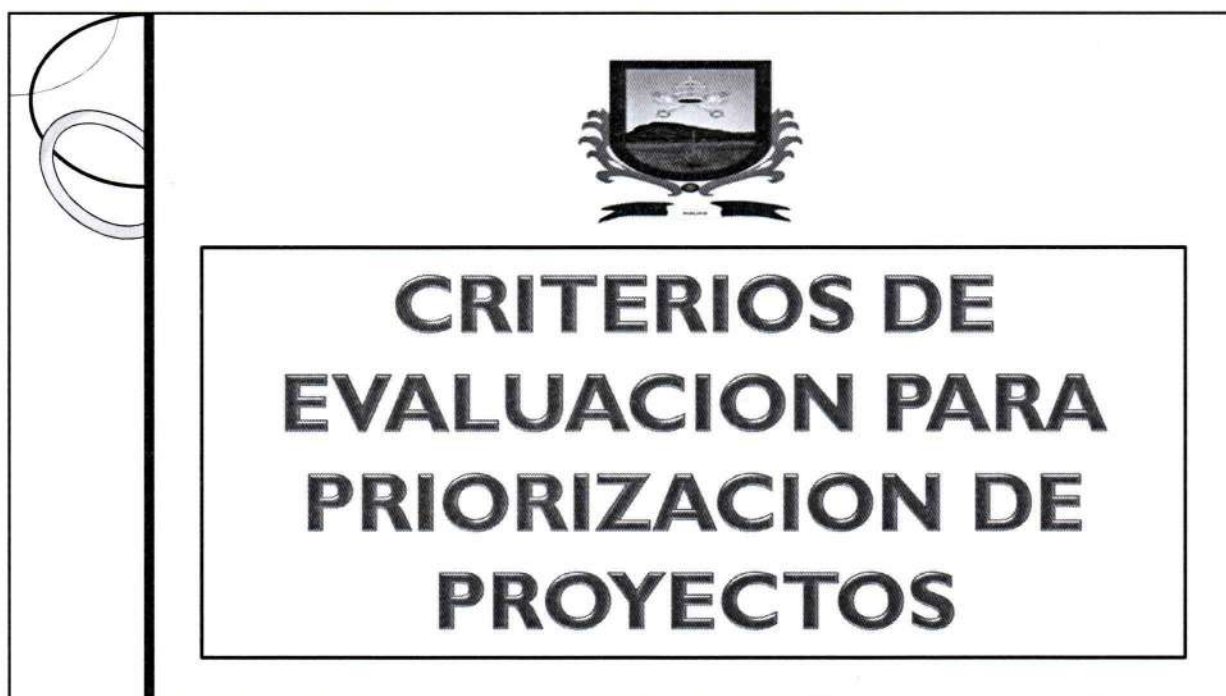 CRITERIOS DE
EVALUACION PARA
PRIORIZACION DE
PROYECTOS